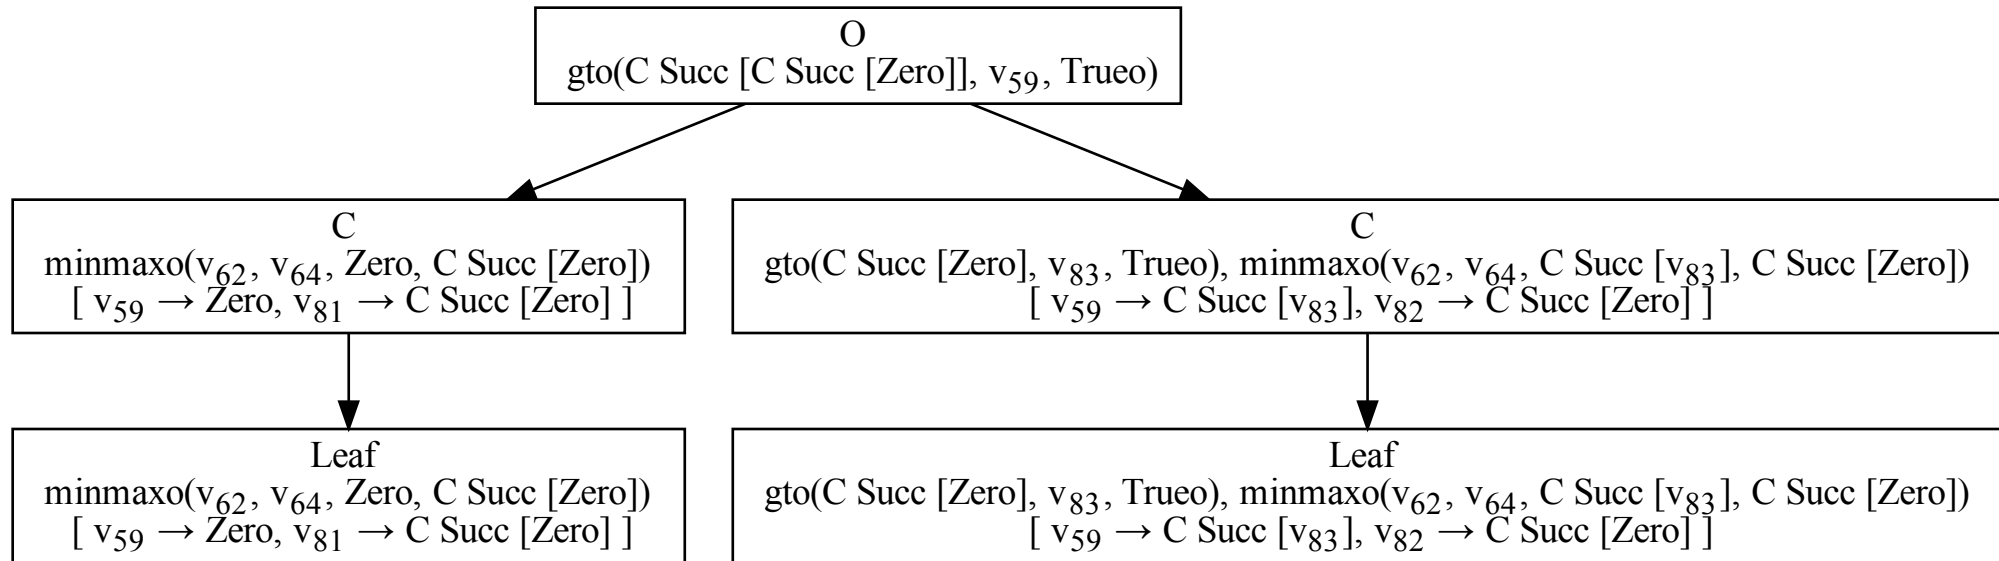 O
gto(C Succ [C Succ [Zero]], v59, Trueo)
C
minmaxo(v62, v64, Zero, C Succ [Zero])
[ v59 → Zero, v81 → C Succ [Zero] ]
C
gto(C Succ [Zero], v83, Trueo), minmaxo(v62, v64, C Succ [v83], C Succ [Zero])
[ v59 → C Succ [v83], v82 → C Succ [Zero] ]
Leaf
minmaxo(v62, v64, Zero, C Succ [Zero])
[ v59 → Zero, v81 → C Succ [Zero] ]
Leaf
gto(C Succ [Zero], v83, Trueo), minmaxo(v62, v64, C Succ [v83], C Succ [Zero])
[ v59 → C Succ [v83], v82 → C Succ [Zero] ]